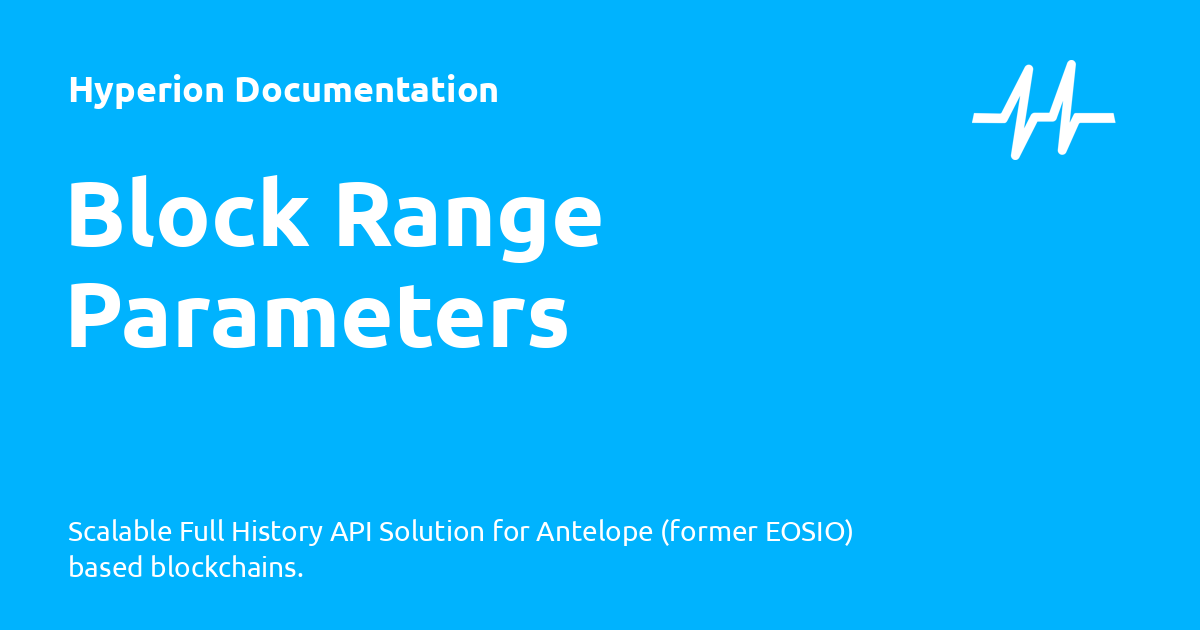 Hyperion Documentation
Block Range
Parameters
Scalable Full History API Solution for Antelope (former EOSIO)
based blockchains.